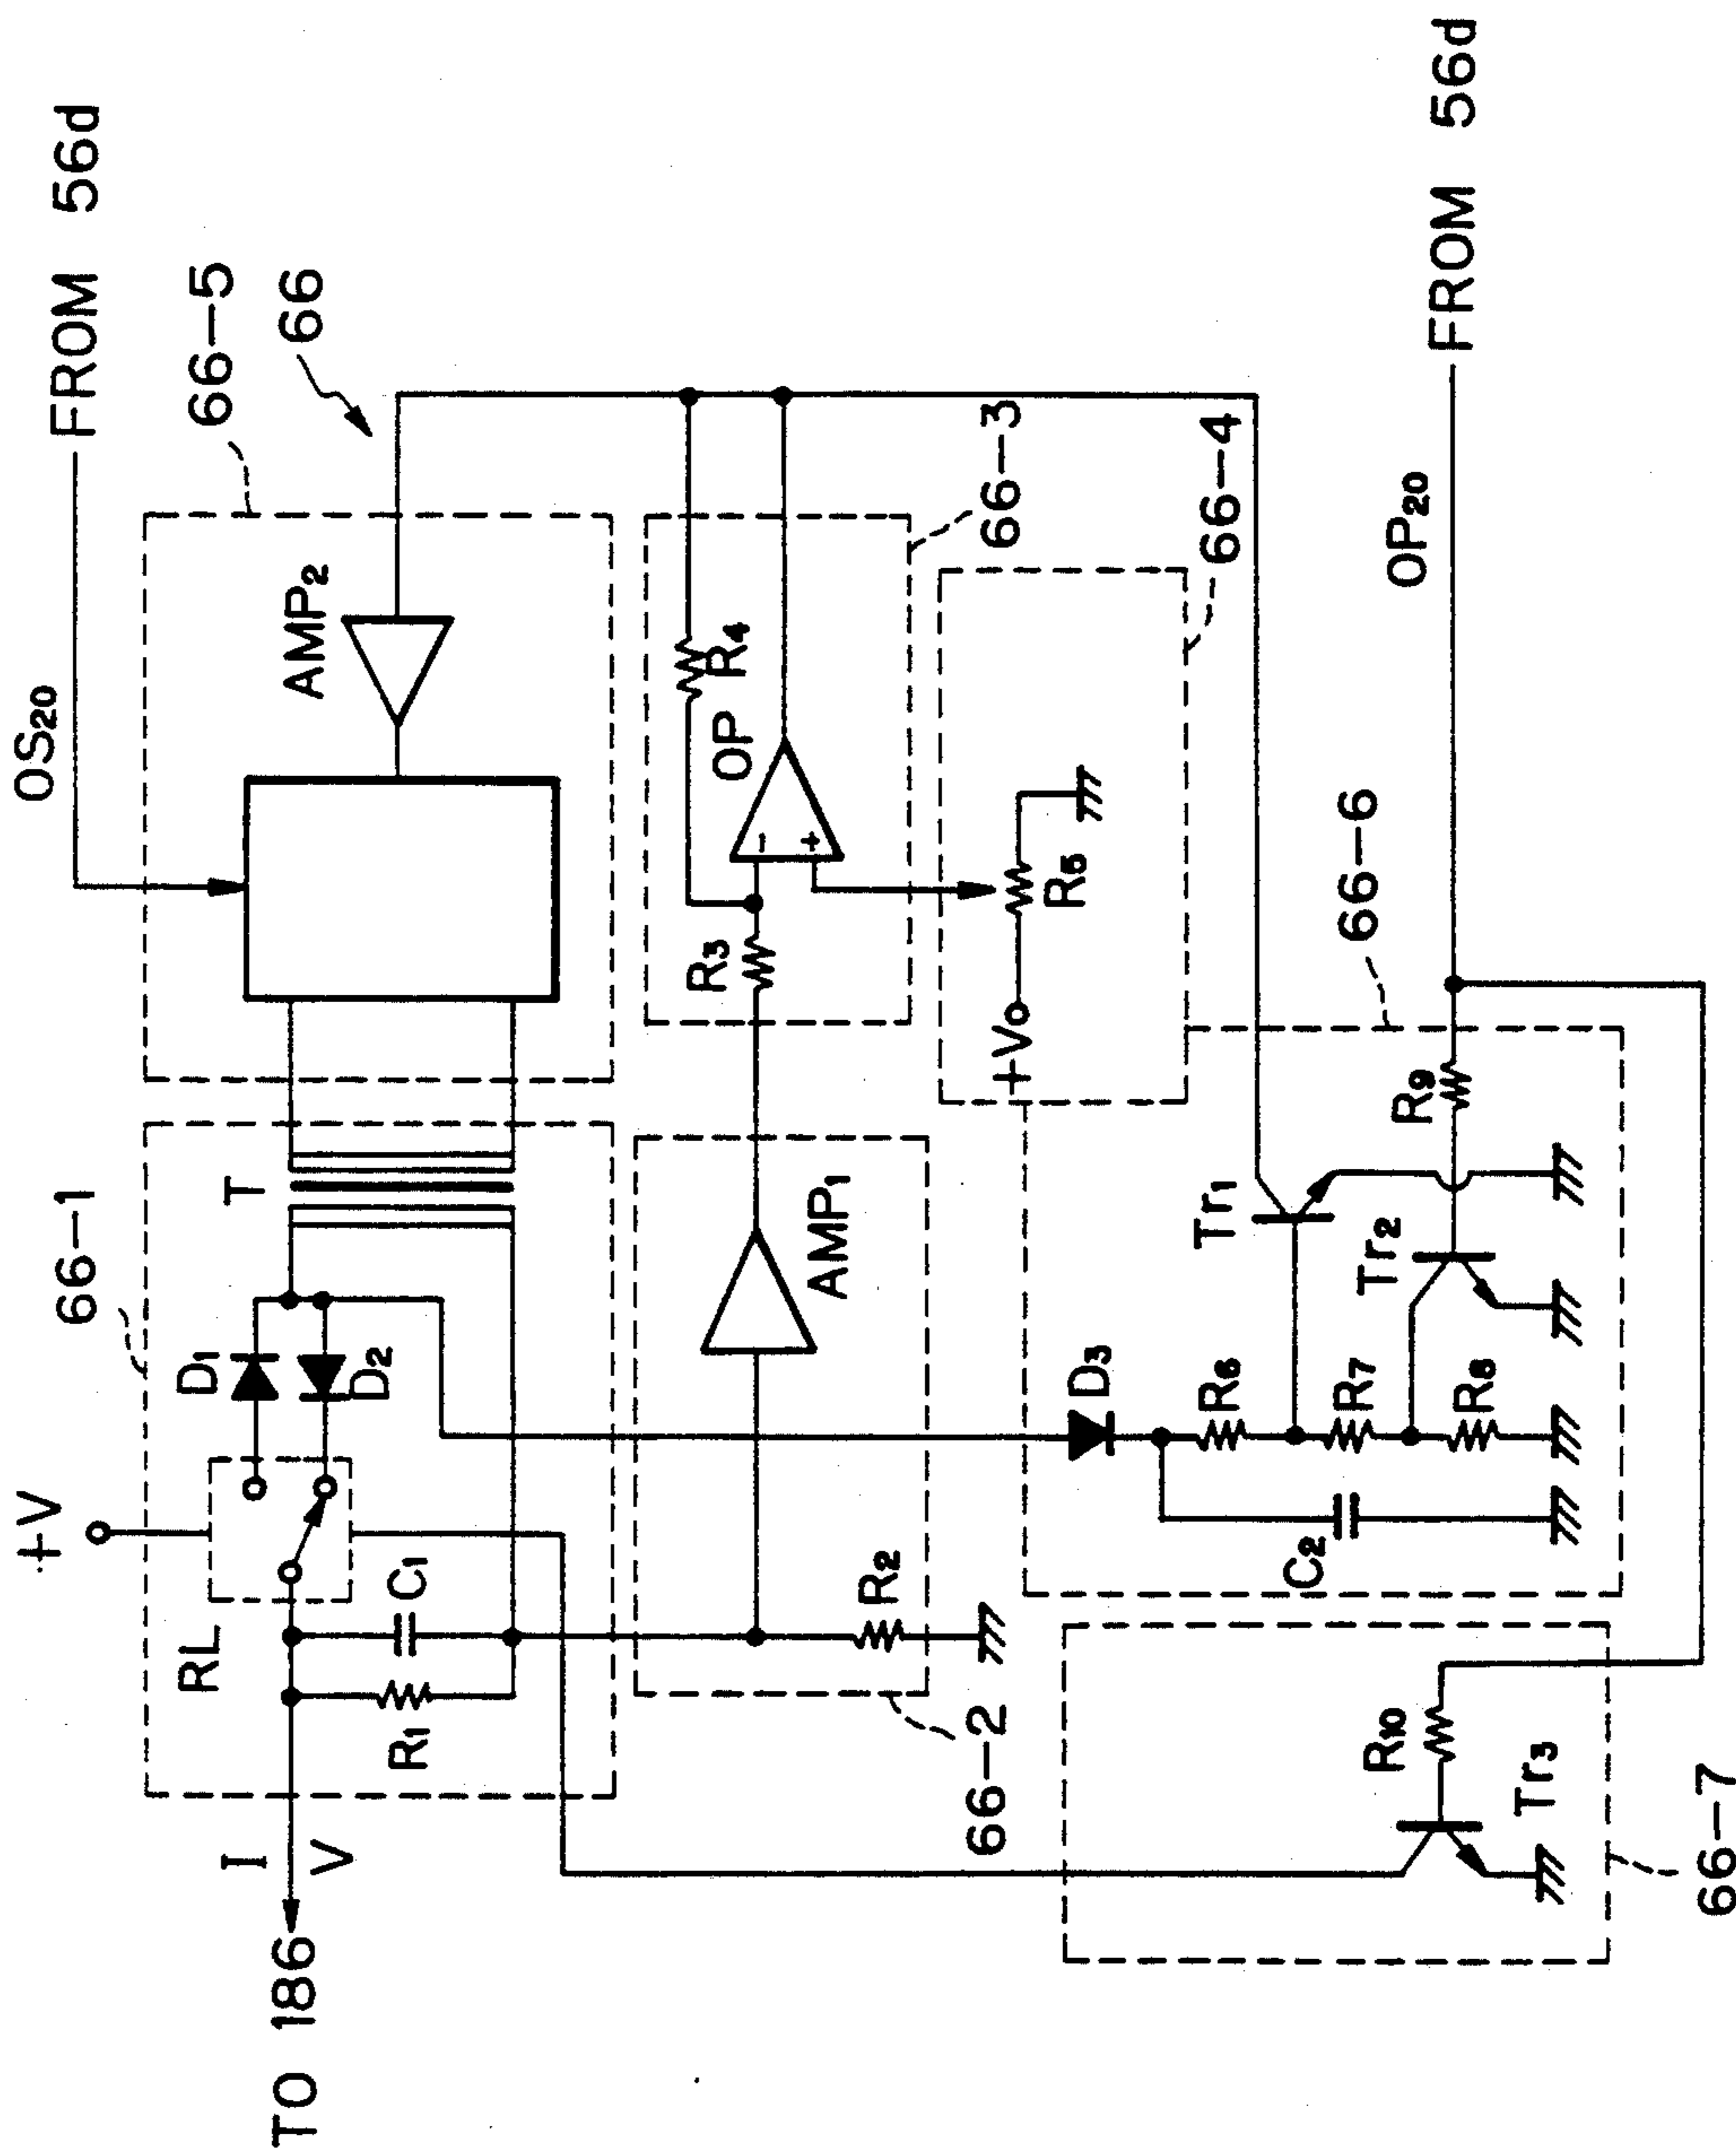 OS20
FROM 56d
66-5
66
AMP2
66-1
T
D1
D2
+V
RL
C1
R1
I
V
TO 186
R4
OP
-
+
R3
66-3
AMP1
R2
66-2
66-4
R5
+V
66-6
D3
R6
R7
R8
C2
Tr1
Tr2
R9
OP20
FROM 56d
R10
Tr3
66-7